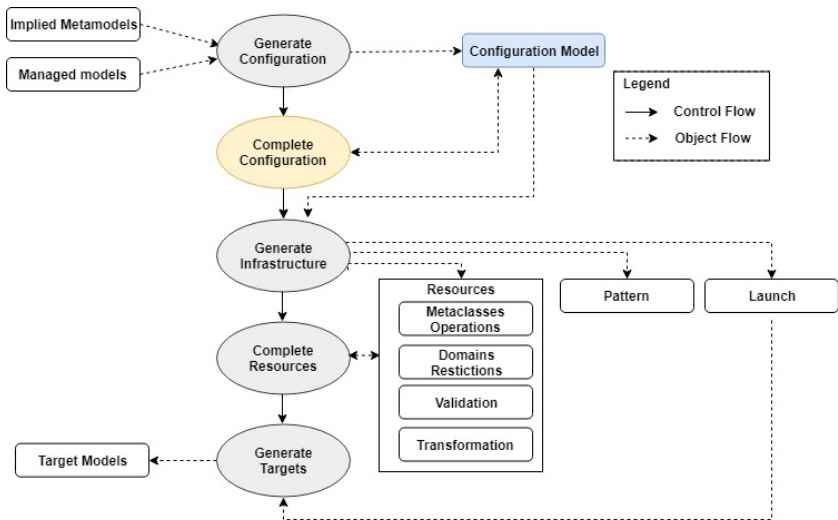 Implied Metamodels
Managed models
Generate
Configuration
Configuration Model
Legend
Control Flow
Object Flow
Complete
Configuration
Generate
Infrastructure
Resources
Metaclasses
Operations
Domains
Restictions
Validation
Transformation
Pattern
Launch
Complete
Resources
Generate
Targets
Target Models